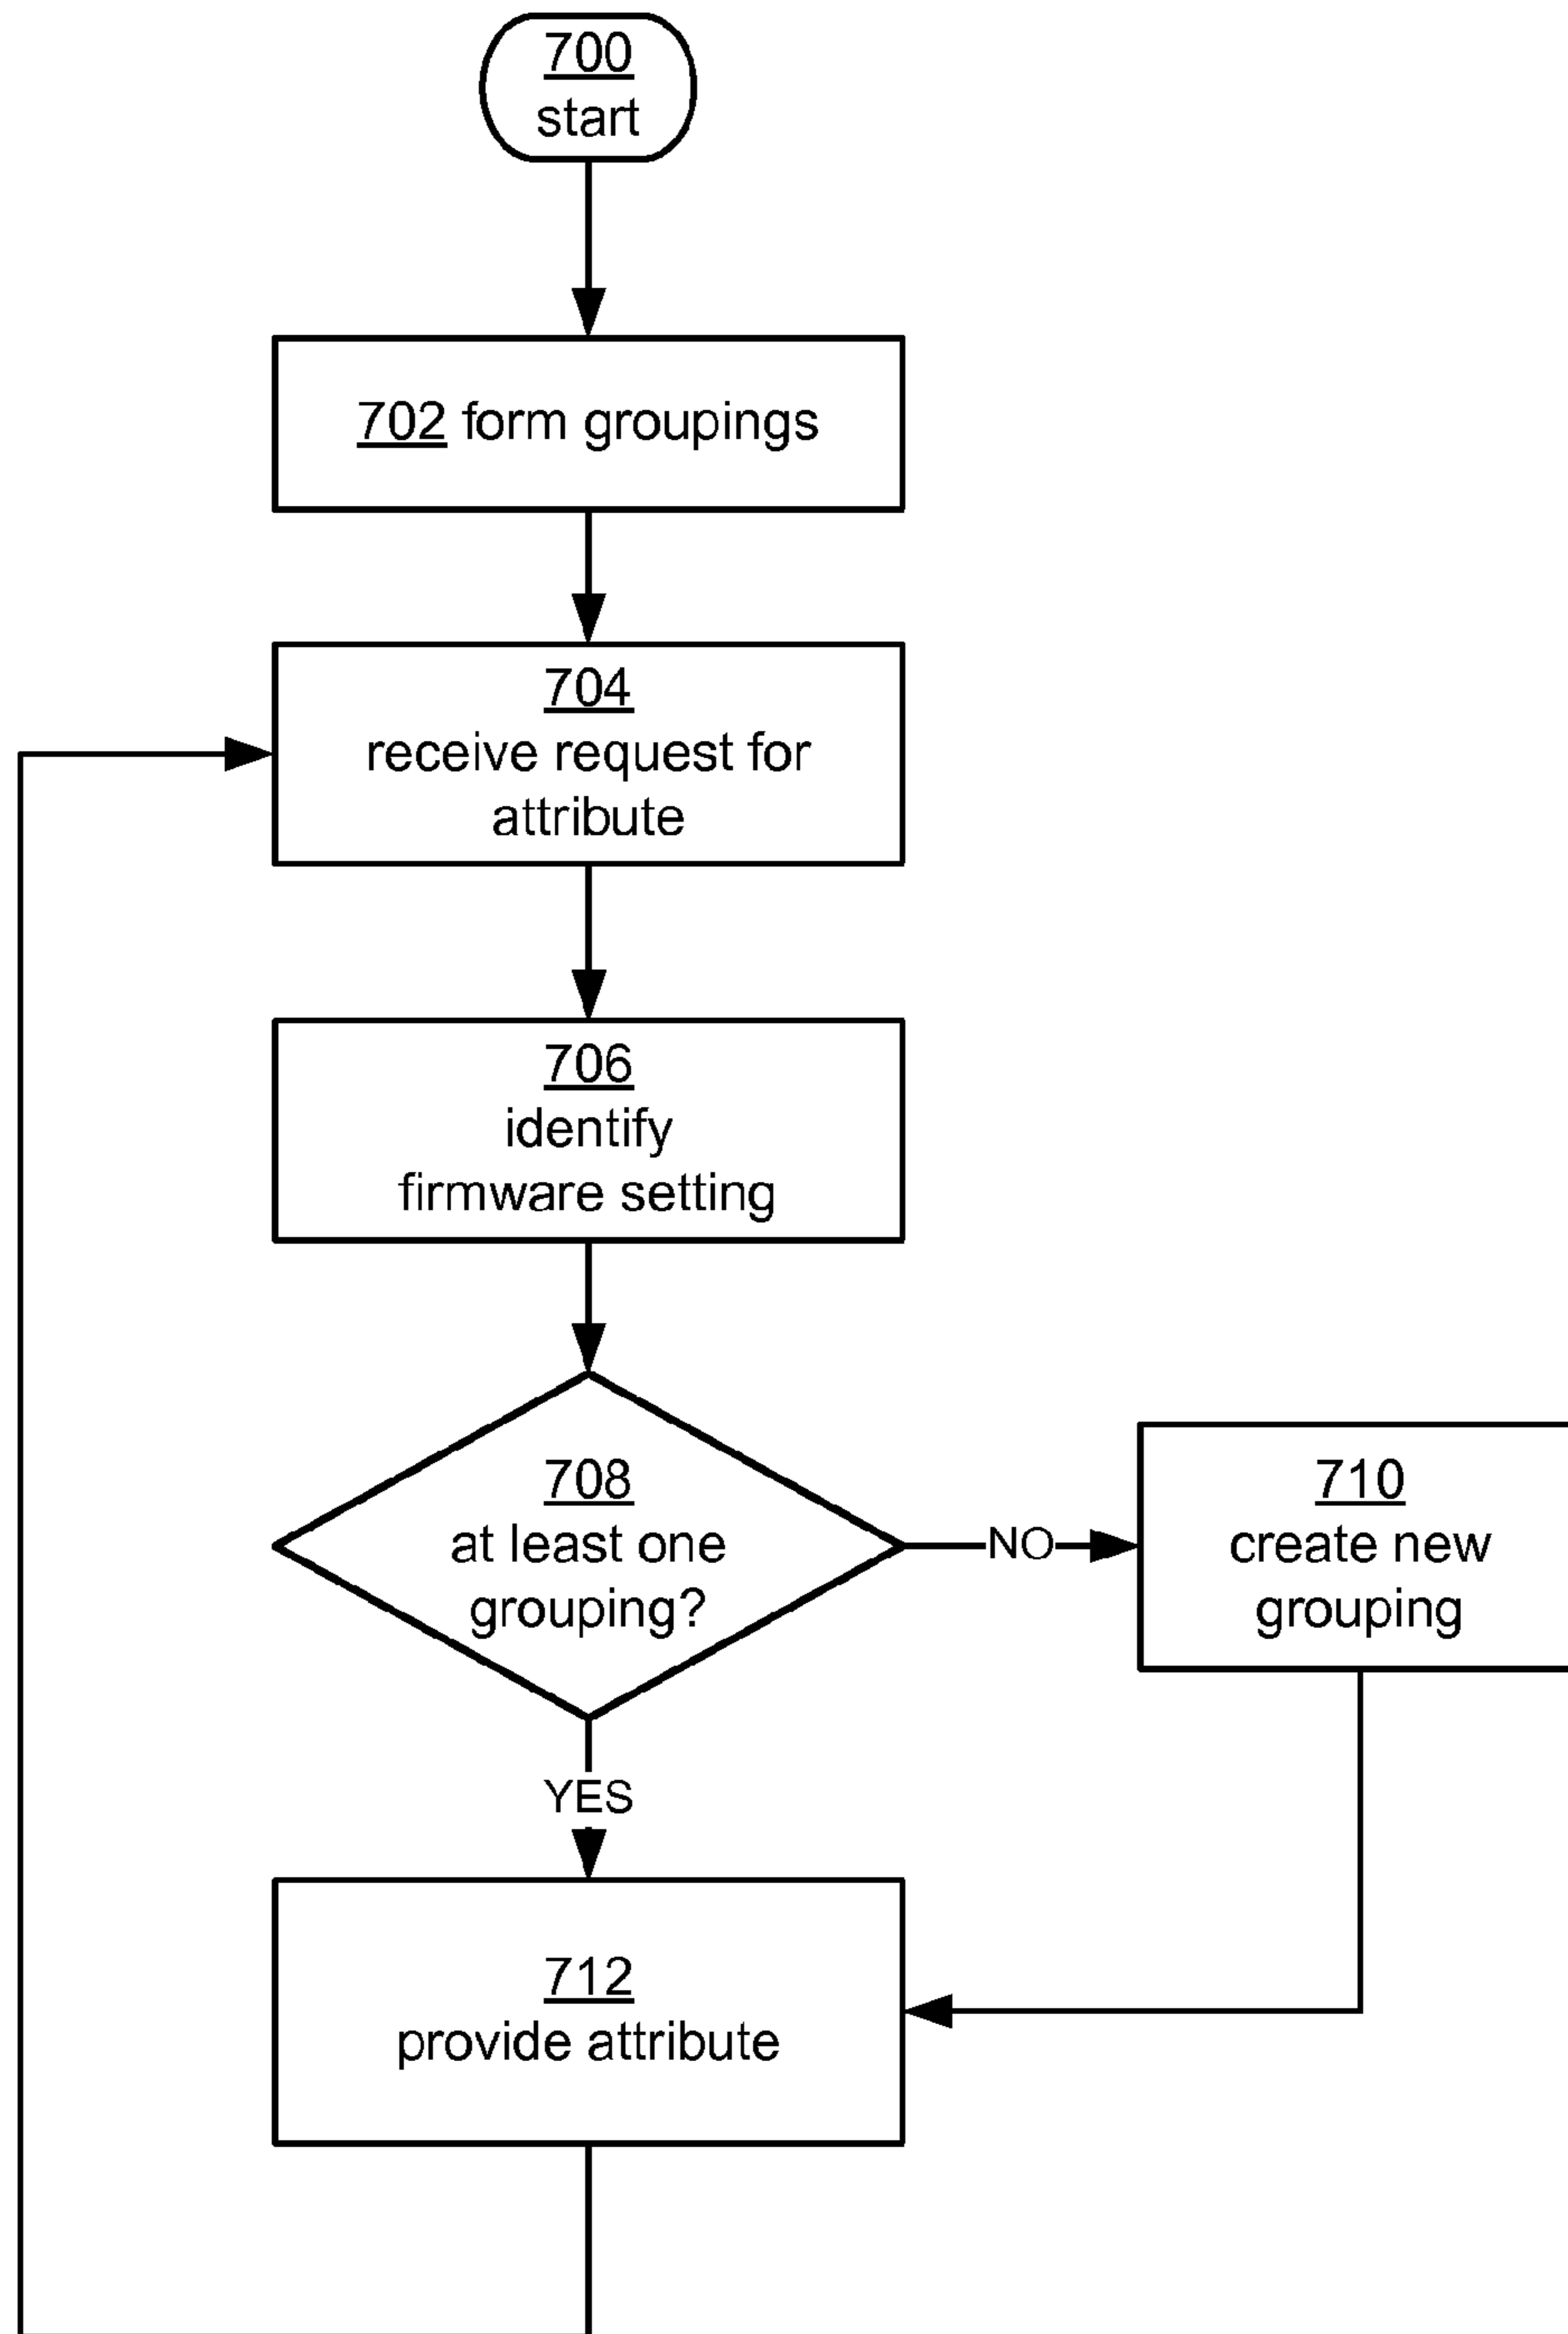 700
start
702 form groupings
704
receive request for
attribute
706
identify
firmware setting
708
at least one
grouping?
NO
710
create new
grouping
YES
712
provide attribute